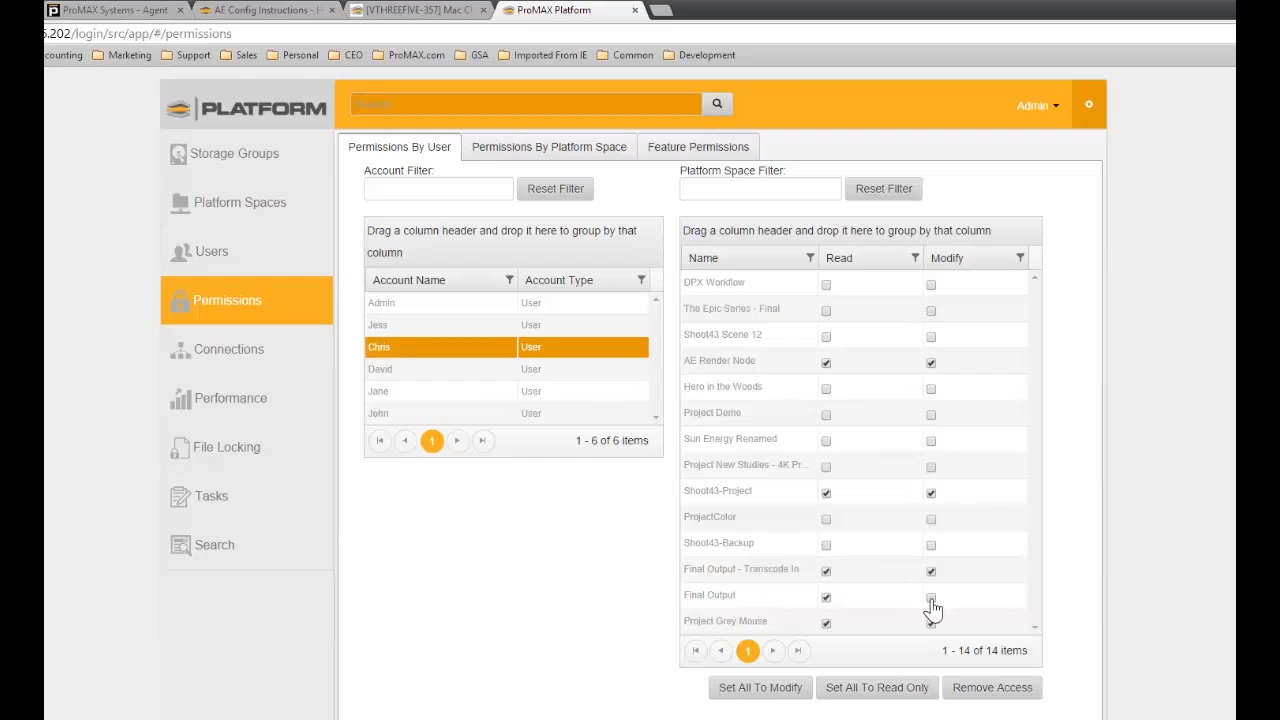 ProMAX Systems - Agent
AE Config Instructions - H
[VTHREEFIVE-357] Mac Cl
ProMAX Platform
5.202/login/src/app/#/permissions
counting
Marketing
Support
Sales
Personal
CEO
ProMAX.com
GSA
Imported From IE
Common
Development
PLATFORM
Search
Admin
Storage Groups
Platform Spaces
Users
Permissions
Connections
Performance
File Locking
Tasks
Search
Permissions By User
Permissions By Platform Space
Feature Permissions
Account Filter:
Reset Filter
Platform Space Filter:
Reset Filter
Drag a column header and drop it here to group by that
column
Account Name
Account Type
Admin User
Jess User
Chris User
David User
Jane User
John User
1
1 - 6 of 6 items
Drag a column header and drop it here to group by that column
Name
Read
Modify
DPX Workflow
The Epic Series - Final
Shoot43 Scene 12
AE Render Node
Hero in the Woods
Project Demo
Sun Energy Renamed
Project New Studies - 4K Pr...
Shoot43-Project
ProjectColor
Shoot43-Backup
Final Output - Transcode In
Final Output
Project Grey Mouse
1
1 - 14 of 14 items
Set All To Modify
Set All To Read Only
Remove Access